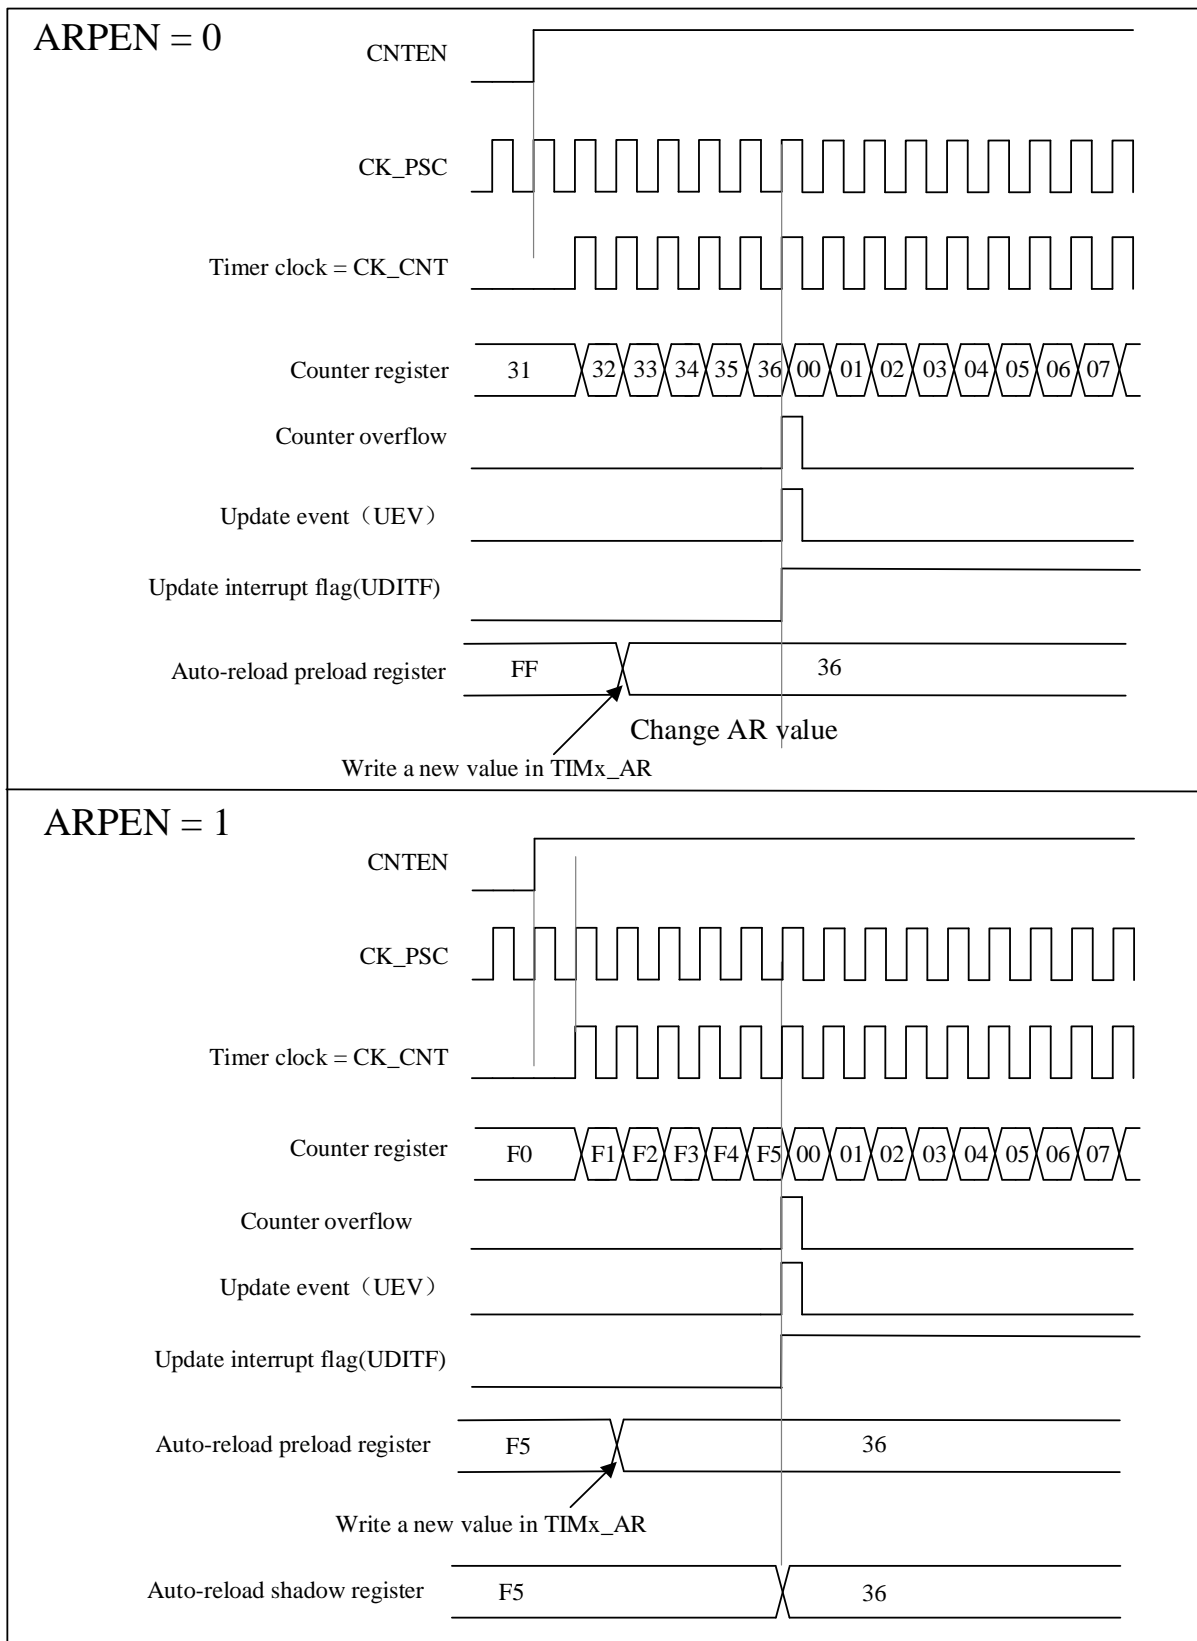 ARPEN = 0
CNTEN
CK_PSC
Timer clock = CK_CNT
Counter register 31 32 33 34 35 36 00 01 02 03 04 05 06 07
Counter overflow
Update event（UEV）
Update interrupt flag(UDITF)
Auto-reload preload register FF 36
Change AR value
Write a new value in TIMx_AR
ARPEN = 1
CNTEN
CK_PSC
Timer clock = CK_CNT
Counter register F0 F1 F2 F3 F4 F5 00 01 02 03 04 05 06 07
Counter overflow
Update event（UEV）
Update interrupt flag(UDITF)
Auto-reload preload register F5 36
Write a new value in TIMx_AR
Auto-reload shadow register F5 36